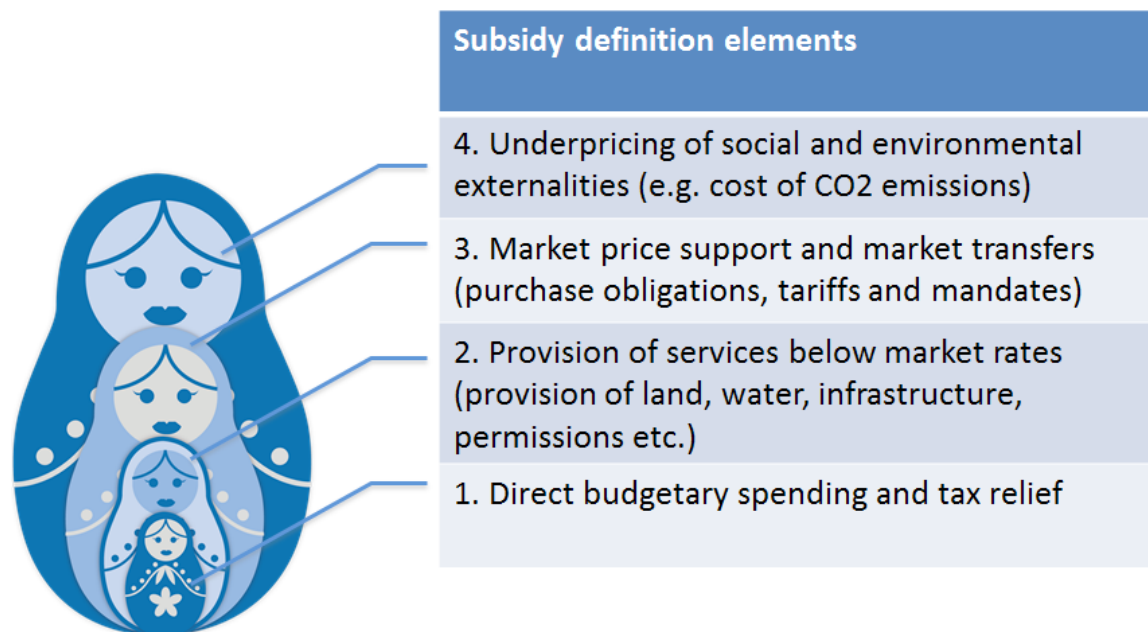 Subsidy definition elements
4. Underpricing of social and environmental
externalities (e.g. cost of CO2 emissions)
3. Market price support and market transfers
(purchase obligations, tariffs and mandates)
2. Provision of services below market rates
(provision of land, water, infrastructure,
permissions etc.)
1. Direct budgetary spending and tax relief